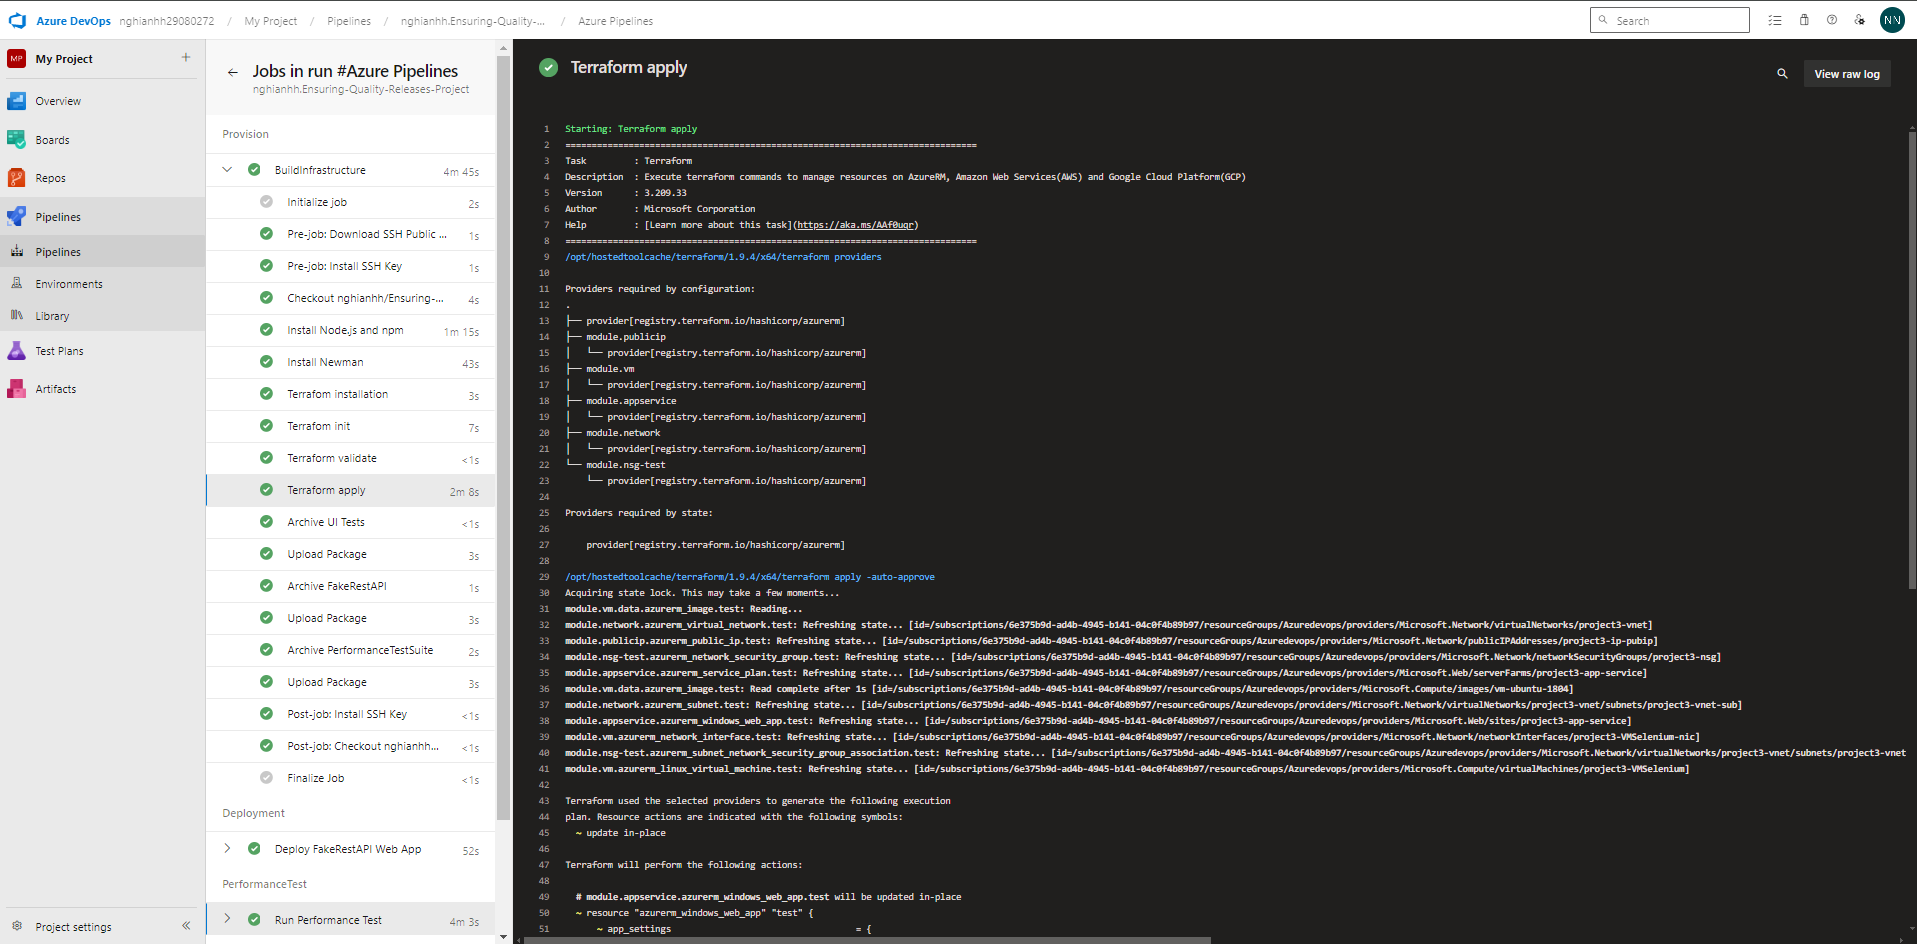 Azure DevOps nghianhh29080272 / My Project / Pipelines / nghianhh.Ensuring-Quality-... / Azure Pipelines
Search
NN
MP My Project +
Overview
Boards
Repos
Pipelines
Pipelines
Environments
Library
Test Plans
Artifacts
Project settings
Jobs in run #Azure Pipelines
nghianhh.Ensuring-Quality-Releases-Project
Provision
BuildInfrastructure 4m 45s
Initialize job 2s
Pre-job: Download SSH Public ... 1s
Pre-job: Install SSH Key 1s
Checkout nghianhh/Ensuring-... 4s
Install Node.js and npm 1m 15s
Install Newman 43s
Terrafom installation 3s
Terrafom init 7s
Terraform validate <1s
Terraform apply 2m 8s
Archive UI Tests <1s
Upload Package 3s
Archive FakeRestAPI 1s
Upload Package 3s
Archive PerformanceTestSuite 2s
Upload Package 3s
Post-job: Install SSH Key <1s
Post-job: Checkout nghianhh... <1s
Finalize Job <1s
Deployment
Deploy FakeRestAPI Web App 52s
PerformanceTest
Run Performance Test 4m 3s
Terraform apply
View raw log
1 Starting: Terraform apply
2 ==============================================================================
3 Task : Terraform
4 Description : Execute terraform commands to manage resources on AzureRM, Amazon Web Services(AWS) and Google Cloud Platform(GCP)
5 Version : 3.209.33
6 Author : Microsoft Corporation
7 Help : [Learn more about this task](https://aka.ms/AAf0uqr)
8 ==============================================================================
9 /opt/hostedtoolcache/terraform/1.9.4/x64/terraform providers
10
11 Providers required by configuration:
12 .
13 ├── provider[registry.terraform.io/hashicorp/azurerm]
14 ├── module.publicip
15 │   └── provider[registry.terraform.io/hashicorp/azurerm]
16 ├── module.vm
17 │   └── provider[registry.terraform.io/hashicorp/azurerm]
18 ├── module.appservice
19 │   └── provider[registry.terraform.io/hashicorp/azurerm]
20 ├── module.network
21 │   └── provider[registry.terraform.io/hashicorp/azurerm]
22 └── module.nsg-test
23     └── provider[registry.terraform.io/hashicorp/azurerm]
24
25 Providers required by state:
26
27     provider[registry.terraform.io/hashicorp/azurerm]
28
29 /opt/hostedtoolcache/terraform/1.9.4/x64/terraform apply -auto-approve
30 Acquiring state lock. This may take a few moments...
31 module.vm.data.azurerm_image.test: Reading...
32 module.network.azurerm_virtual_network.test: Refreshing state... [id=/subscriptions/6e375b9d-ad4b-4945-b141-04c0f4b89b97/resourceGroups/Azuredevops/providers/Microsoft.Network/virtualNetworks/project3-vnet]
33 module.publicip.azurerm_public_ip.test: Refreshing state... [id=/subscriptions/6e375b9d-ad4b-4945-b141-04c0f4b89b97/resourceGroups/Azuredevops/providers/Microsoft.Network/publicIPAddresses/project3-ip-pubip]
34 module.nsg-test.azurerm_network_security_group.test: Refreshing state... [id=/subscriptions/6e375b9d-ad4b-4945-b141-04c0f4b89b97/resourceGroups/Azuredevops/providers/Microsoft.Network/networkSecurityGroups/project3-nsg]
35 module.appservice.azurerm_service_plan.test: Refreshing state... [id=/subscriptions/6e375b9d-ad4b-4945-b141-04c0f4b89b97/resourceGroups/Azuredevops/providers/Microsoft.Web/serverFarms/project3-app-service]
36 module.vm.data.azurerm_image.test: Read complete after 1s [id=/subscriptions/6e375b9d-ad4b-4945-b141-04c0f4b89b97/resourceGroups/Azuredevops/providers/Microsoft.Compute/images/vm-ubuntu-1804]
37 module.network.azurerm_subnet.test: Refreshing state... [id=/subscriptions/6e375b9d-ad4b-4945-b141-04c0f4b89b97/resourceGroups/Azuredevops/providers/Microsoft.Network/virtualNetworks/project3-vnet/subnets/project3-vnet-sub]
38 module.appservice.azurerm_windows_web_app.test: Refreshing state... [id=/subscriptions/6e375b9d-ad4b-4945-b141-04c0f4b89b97/resourceGroups/Azuredevops/providers/Microsoft.Web/sites/project3-app-service]
39 module.vm.azurerm_network_interface.test: Refreshing state... [id=/subscriptions/6e375b9d-ad4b-4945-b141-04c0f4b89b97/resourceGroups/Azuredevops/providers/Microsoft.Network/networkInterfaces/project3-VMSelenium-nic]
40 module.nsg-test.azurerm_subnet_network_security_group_association.test: Refreshing state... [id=/subscriptions/6e375b9d-ad4b-4945-b141-04c0f4b89b97/resourceGroups/Azuredevops/providers/Microsoft.Network/virtualNetworks/project3-vnet/subnets/project3-vnet
41 module.vm.azurerm_linux_virtual_machine.test: Refreshing state... [id=/subscriptions/6e375b9d-ad4b-4945-b141-04c0f4b89b97/resourceGroups/Azuredevops/providers/Microsoft.Compute/virtualMachines/project3-VMSelenium]
42
43 Terraform used the selected providers to generate the following execution
44 plan. Resource actions are indicated with the following symbols:
45   ~ update in-place
46
47 Terraform will perform the following actions:
48
49   # module.appservice.azurerm_windows_web_app.test will be updated in-place
50   ~ resource "azurerm_windows_web_app" "test" {
51       ~ app_settings = {